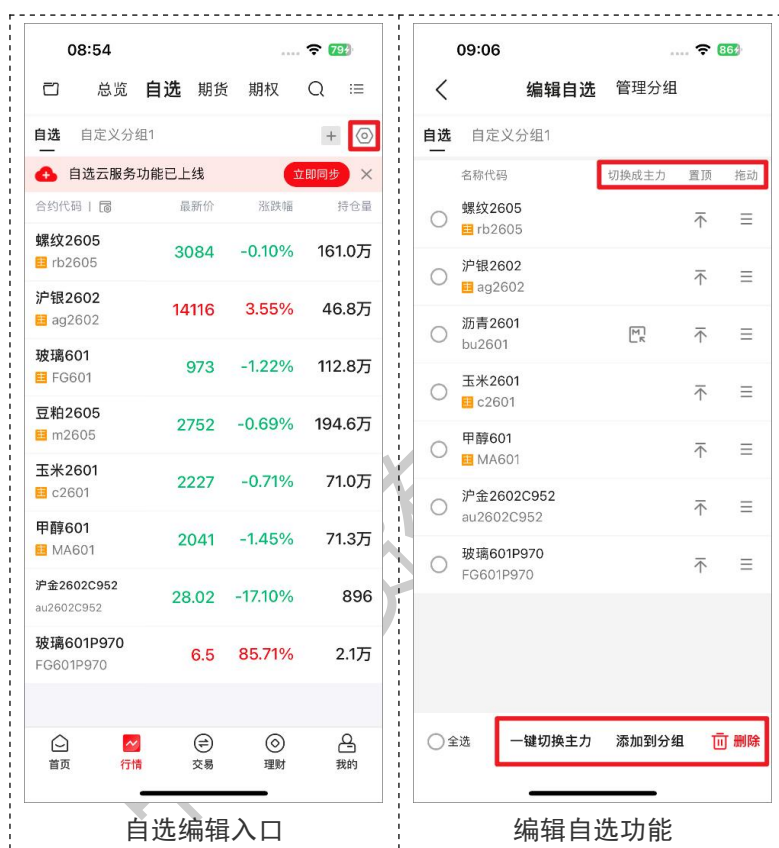 08:54
79
总览 自选 期货 期权
自选 自定义分组1
自选云服务功能已上线 立即同步
合约代码 | 最新价 涨跌幅 持仓量
螺纹2605
主 rb2605 3084 -0.10% 161.0万
沪银2602
主 ag2602 14116 3.55% 46.8万
玻璃601
主 FG601 973 -1.22% 112.8万
豆粕2605
主 m2605 2752 -0.69% 194.6万
玉米2601
主 c2601 2227 -0.71% 71.0万
甲醇601
主 MA601 2041 -1.45% 71.3万
沪金2602C952
au2602C952 28.02 -17.10% 896
玻璃601P970
FG601P970 6.5 85.71% 2.1万
首页 行情 交易 理财 我的
自选编辑入口
09:06
86
编辑自选 管理分组
自选 自定义分组1
名称代码 切换成主力 置顶 拖动
螺纹2605
主 rb2605
沪银2602
主 ag2602
沥青2601
bu2601
M
玉米2601
主 c2601
甲醇601
主 MA601
沪金2602C952
au2602C952
玻璃601P970
FG601P970
全选 一键切换主力 添加到分组 删除
编辑自选功能